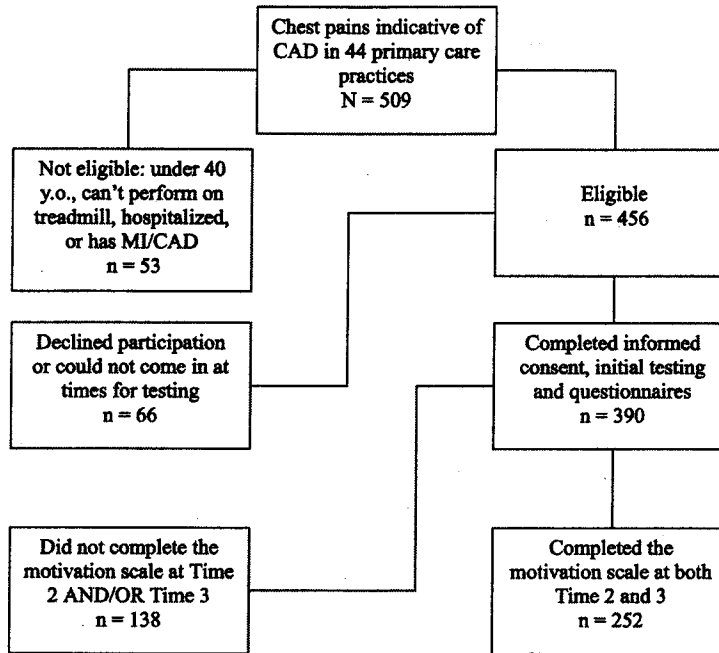 Chest pains indicative of
CAD in 44 primary care
practices
N = 509
Not eligible: under 40
y.o., can't perform on
treadmill, hospitalized,
or has MI/CAD
n = 53
Eligible
n = 456
Declined participation
or could not come in at
times for testing
n = 66
Completed informed
consent, initial testing
and questionnaires
n = 390
Did not complete the
motivation scale at Time
2 AND/OR Time 3
n = 138
Completed the
motivation scale at both
Time 2 and 3
n = 252